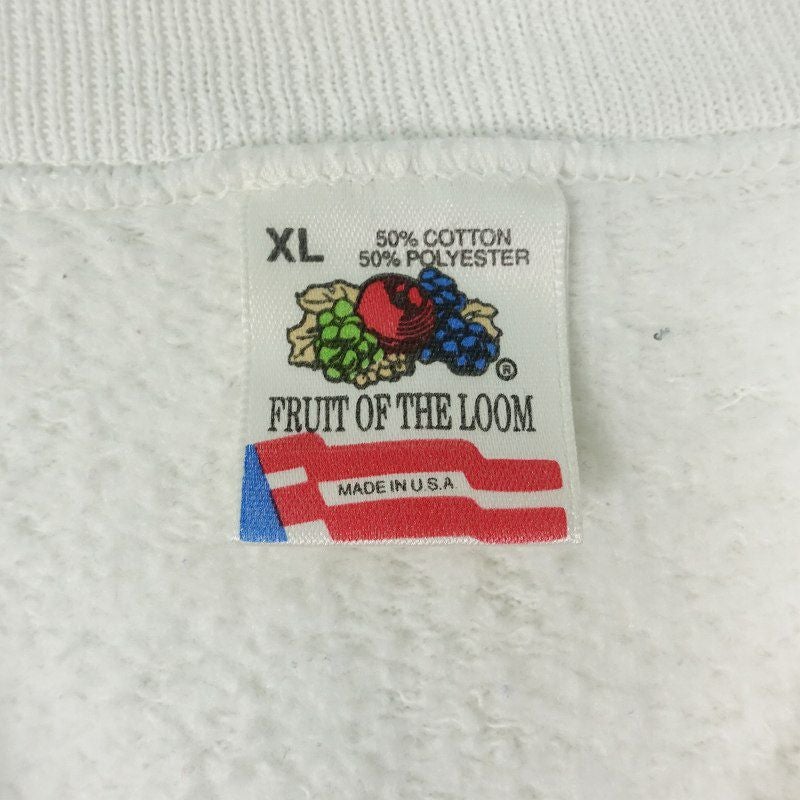 XL
50% COTTON
50% POLYESTER
®
FRUIT OF THE LOOM
MADE IN U.S.A